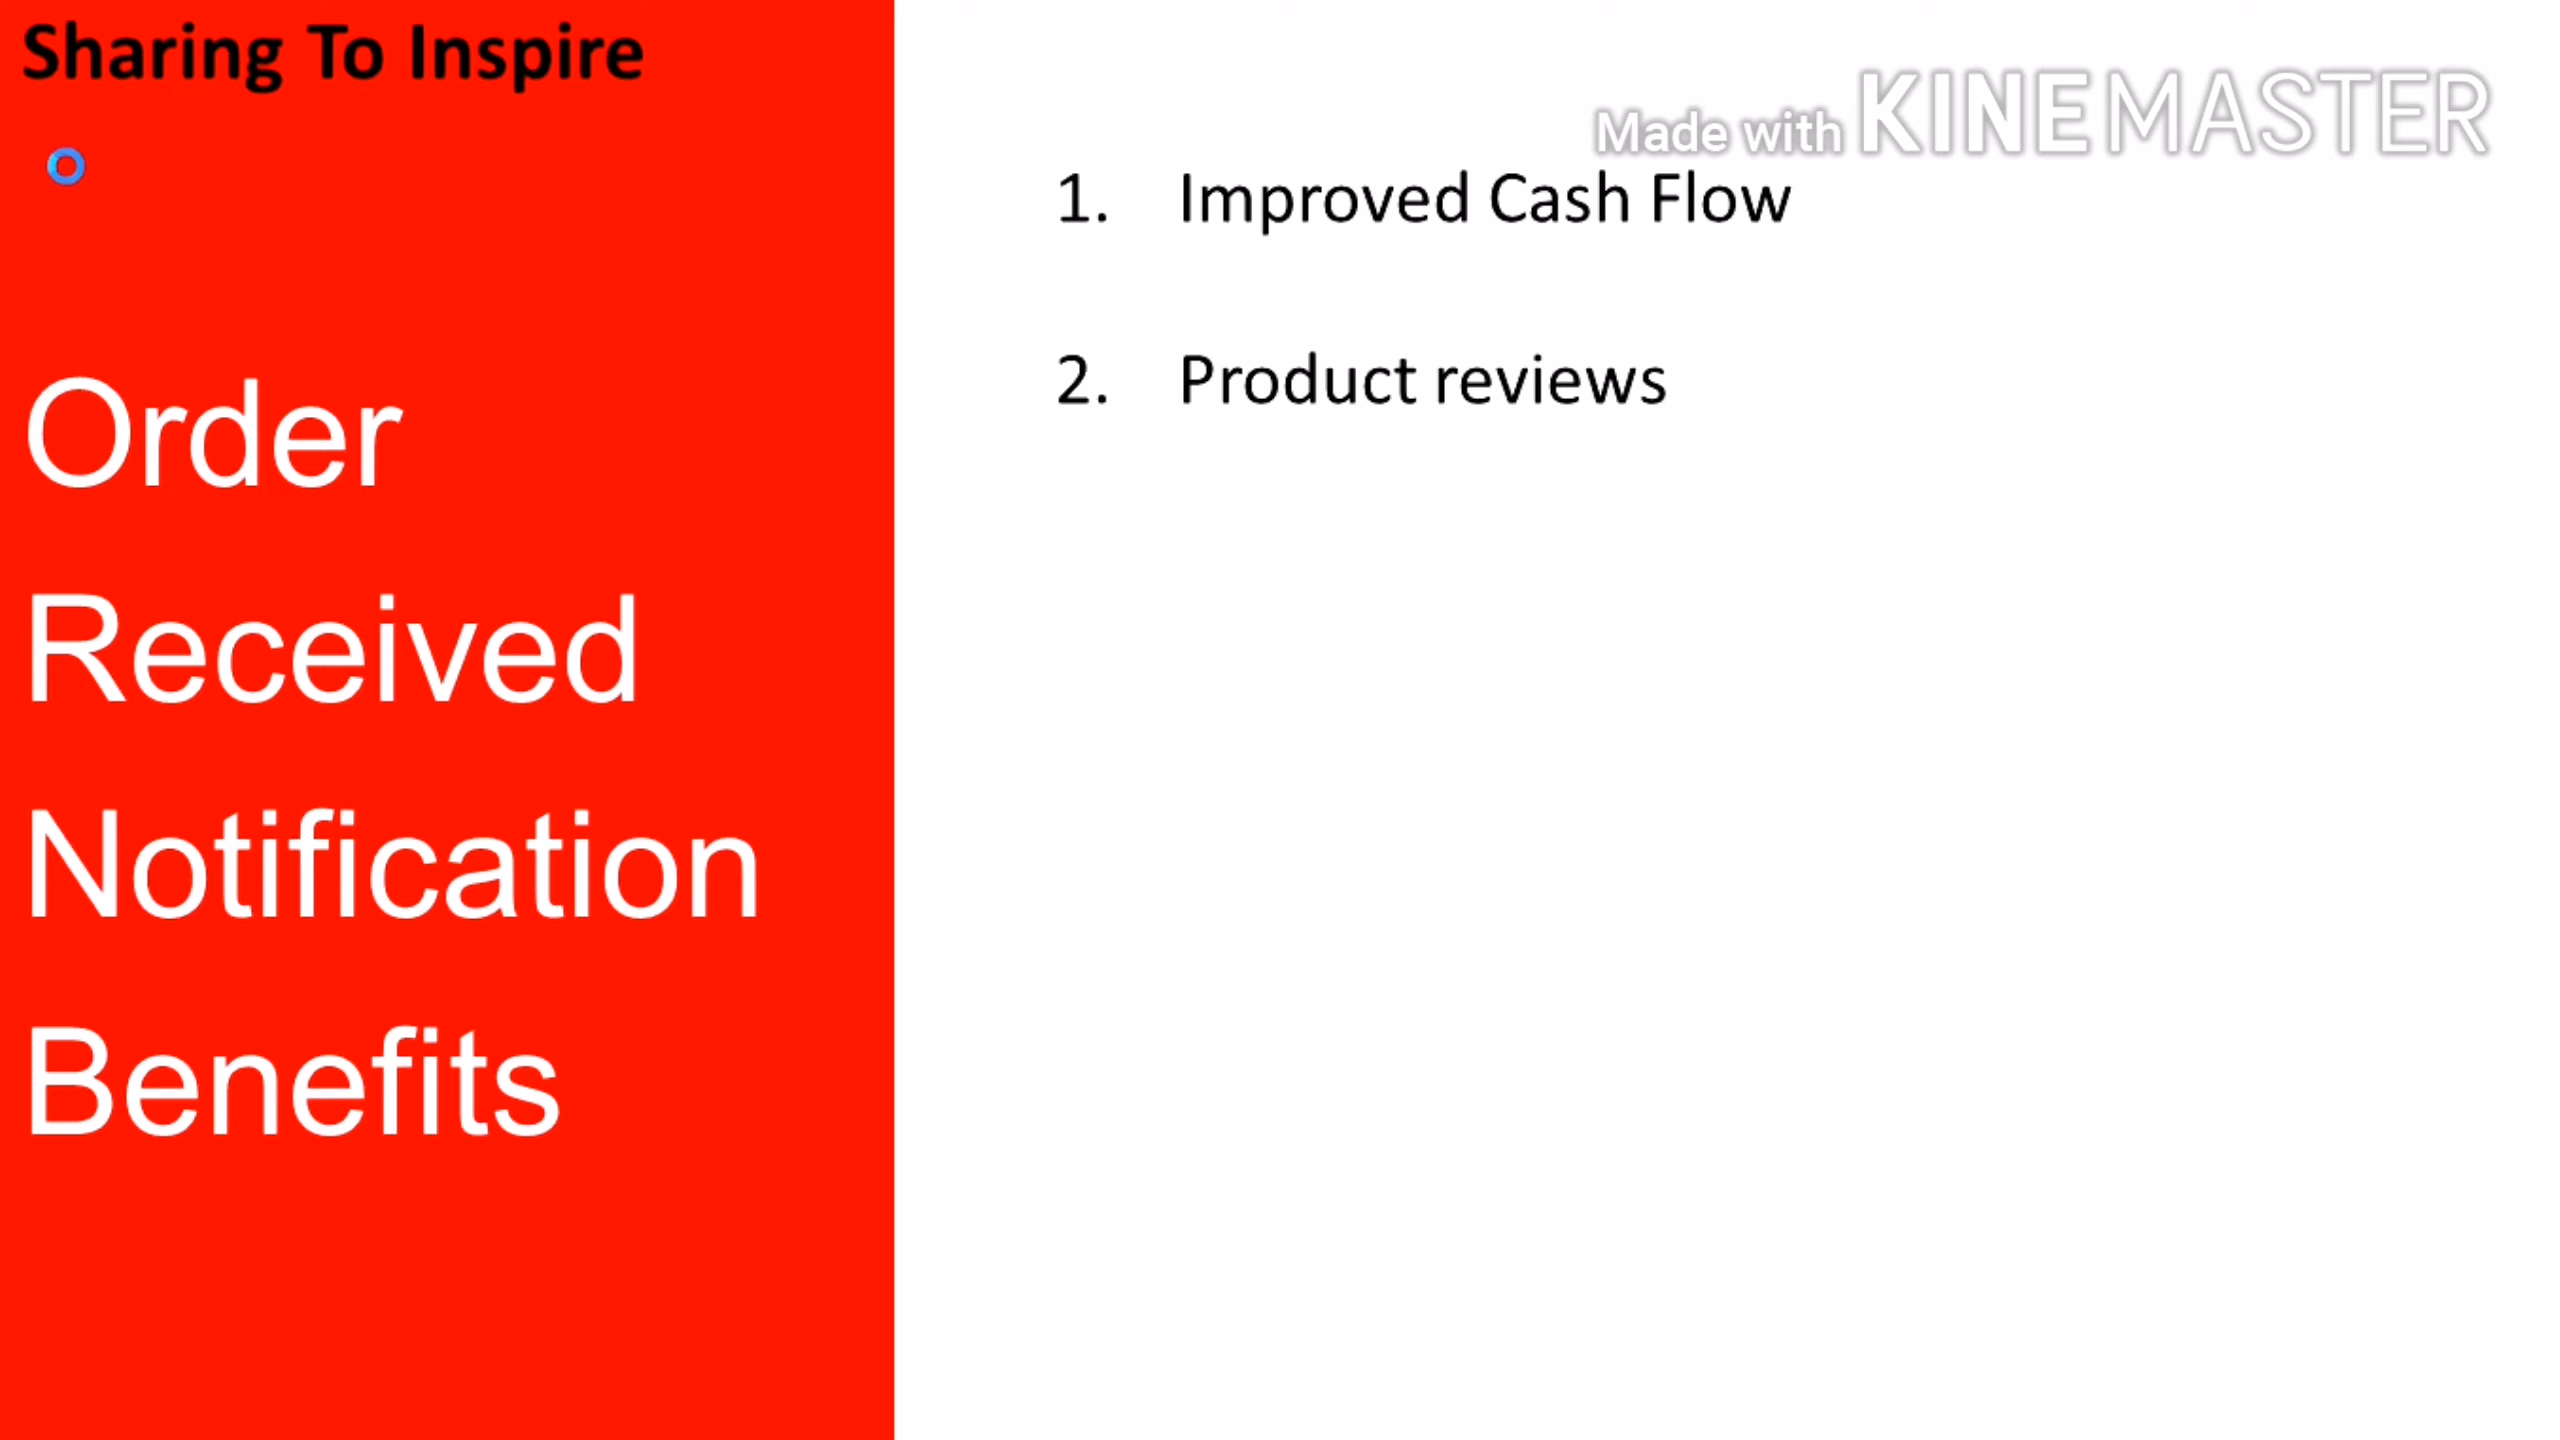 Sharing To Inspire
Order
Received
Notification
Benefits
Made with KINEMASTER
1. Improved Cash Flow
2. Product reviews